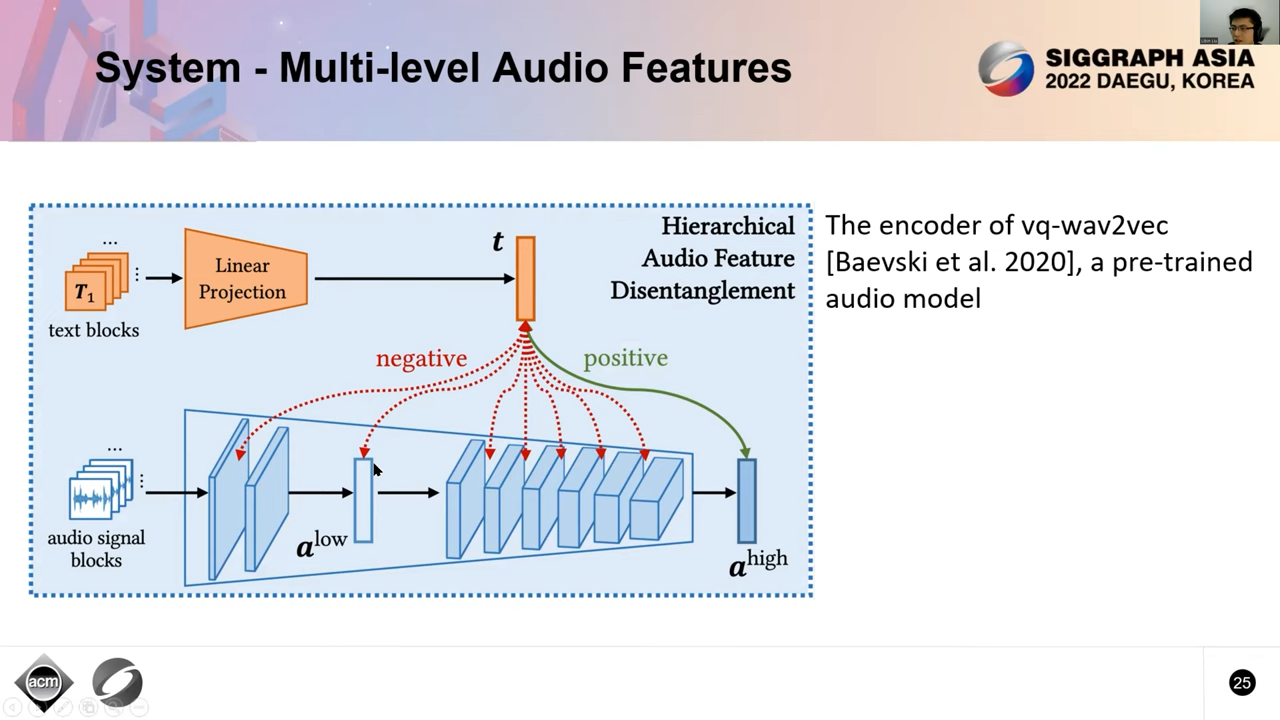 System - Multi-level Audio Features
SIGGRAPH ASIA
2022 DAEGU, KOREA
Hierarchical
Audio Feature
Disentanglement
...
T1
text blocks
Linear
Projection
t
negative
positive
...
audio signal
blocks
a low
a high
The encoder of vq-wav2vec
[Baevski et al. 2020], a pre-trained
audio model
acm
25